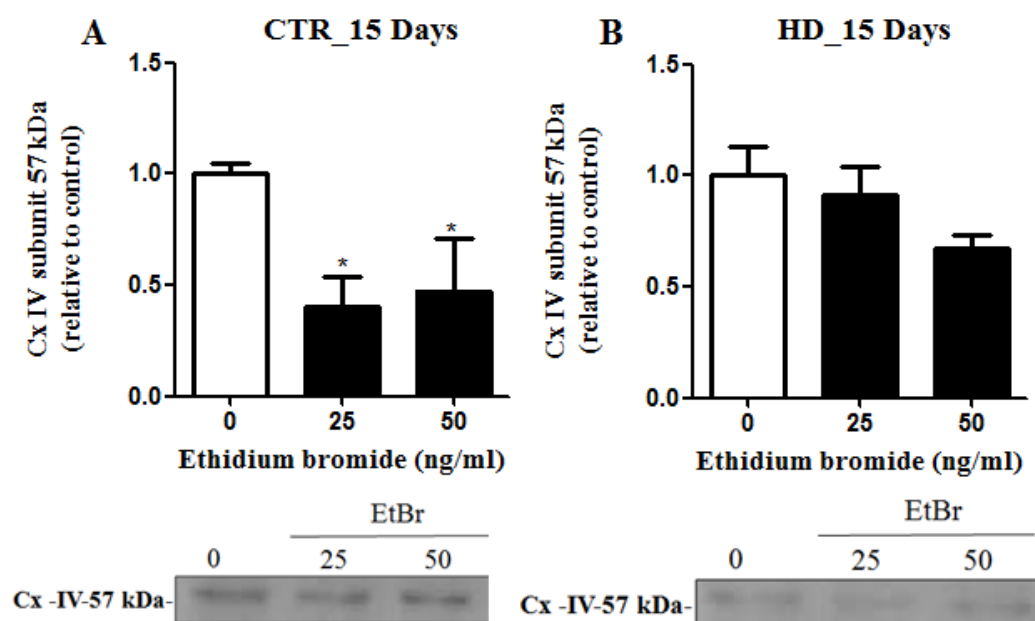 A
CTR_15 Days
Cx IV subunit 57 kDa
(relative to control)
1.5
1.0
0.5
0.0
*
*
0
25
50
Ethidium bromide (ng/ml)
EtBr
0
25
50
Cx -IV-57 kDa-
B
HD_15 Days
Cx IV subunit 57 kDa
(relative to control)
1.5
1.0
0.5
0.0
0
25
50
Ethidium bromide (ng/ml)
EtBr
0
25
50
Cx -IV-57 kDa-